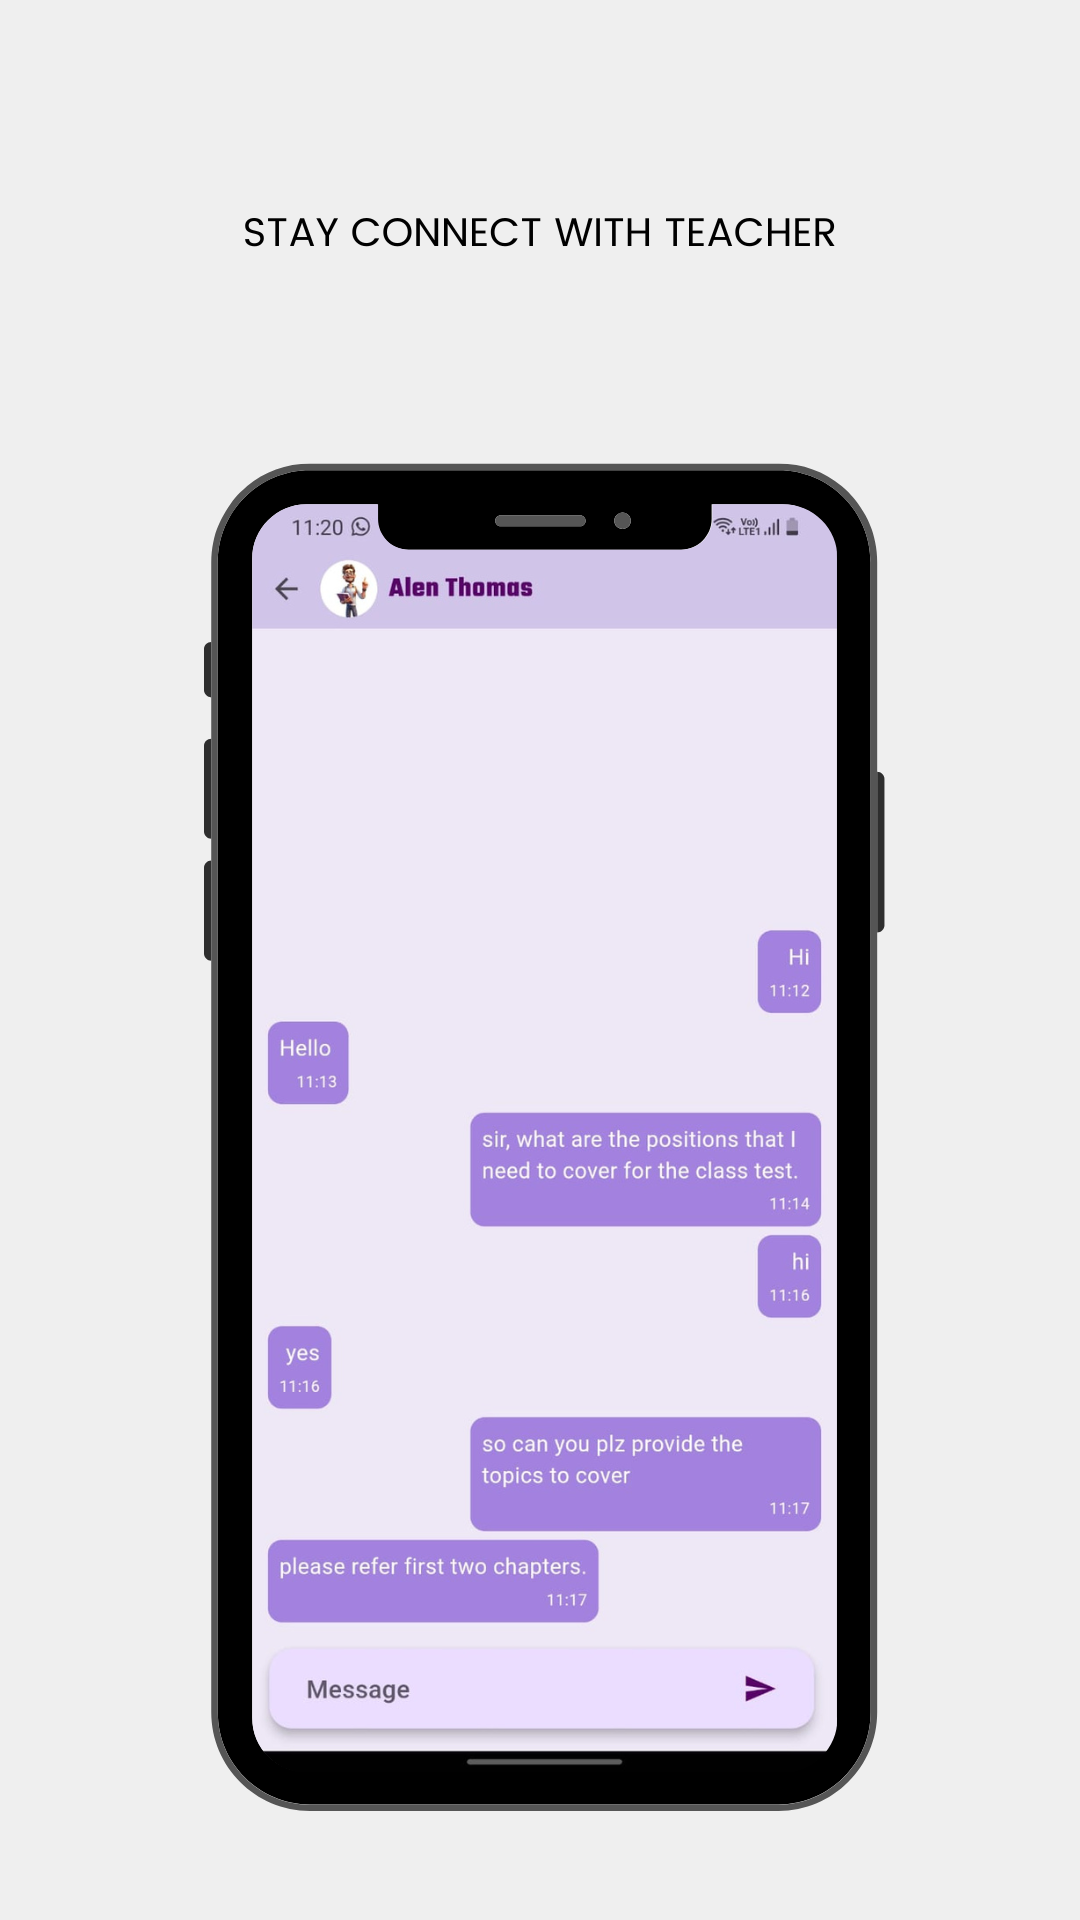 STAY CONNECT WITH TEACHER
11:20
Vo))
LTE1
Alen Thomas
Hi
11:12
Hello
11:13
sir, what are the positions that I
need to cover for the class test.
11:14
hi
11:16
yes
11:16
so can you plz provide the
topics to cover
11:17
please refer first two chapters.
11:17
Message